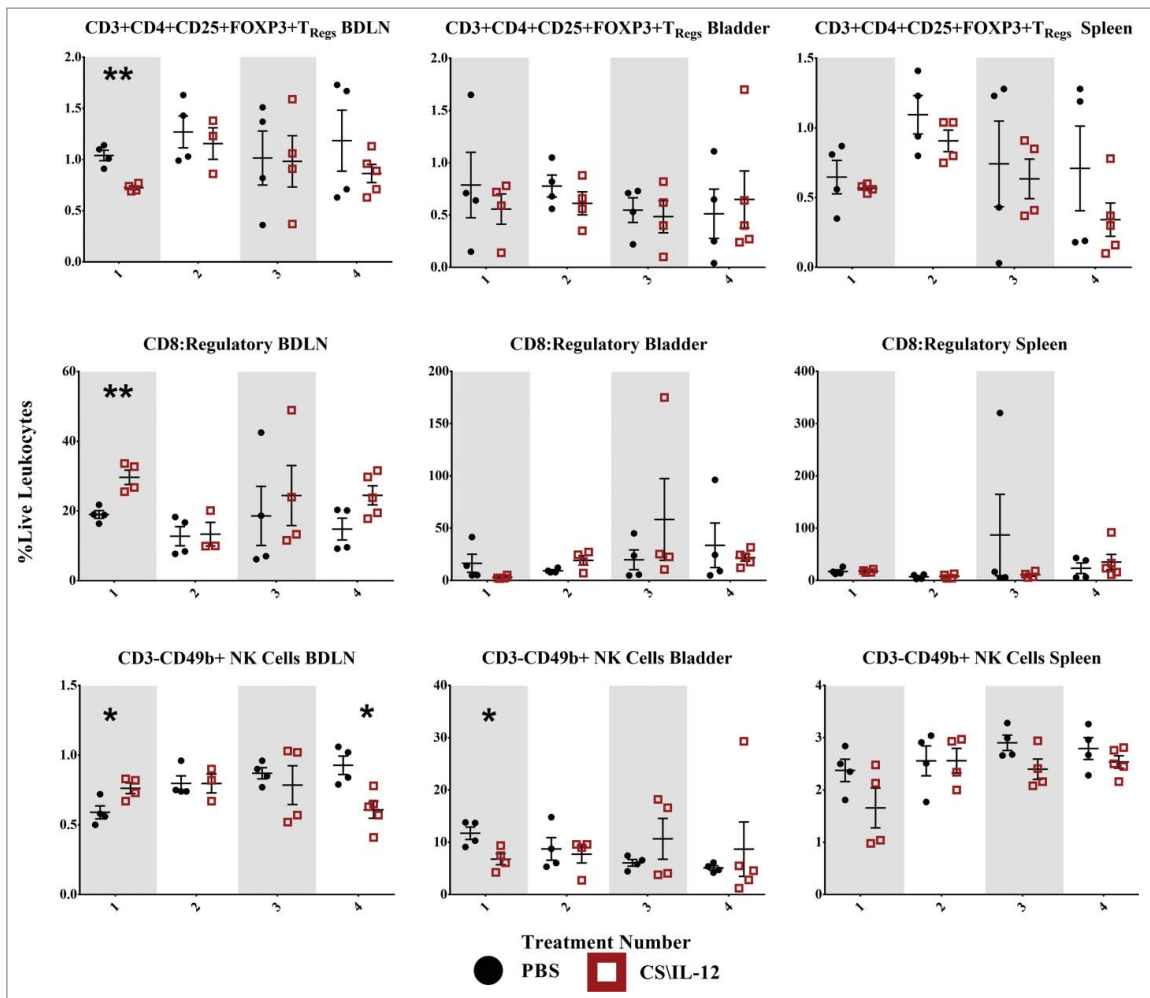 CD3+CD4+CD25+FOXP3+TRegs BDLN
CD3+CD4+CD25+FOXP3+TRegs Bladder
CD3+CD4+CD25+FOXP3+TRegs Spleen
2.0
1.5
1.0
0.5
0.0
**
1 2 3 4
2.0
1.5
1.0
0.5
0.0
1 2 3 4
1.5
1.0
0.5
0.0
1 2 3 4
%Live Leukocytes
CD8:Regulatory BDLN
CD8:Regulatory Bladder
CD8:Regulatory Spleen
60
40
20
0
**
1 2 3 4
200
150
100
50
0
1 2 3 4
400
300
200
100
0
1 2 3 4
CD3-CD49b+ NK Cells BDLN
CD3-CD49b+ NK Cells Bladder
CD3-CD49b+ NK Cells Spleen
1.5
1.0
0.5
0.0
* *
1 2 3 4
40
30
20
10
0
*
1 2 3 4
4
3
2
1
0
1 2 3 4
Treatment Number
PBS CS\IL-12